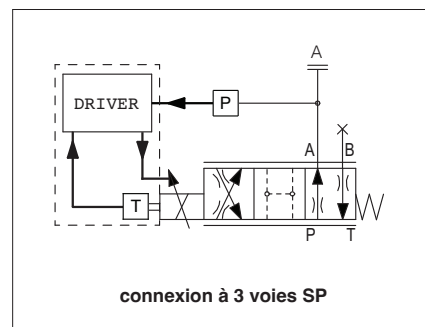 A
DRIVER
P
A B
T
P T
connexion à 3 voies SP